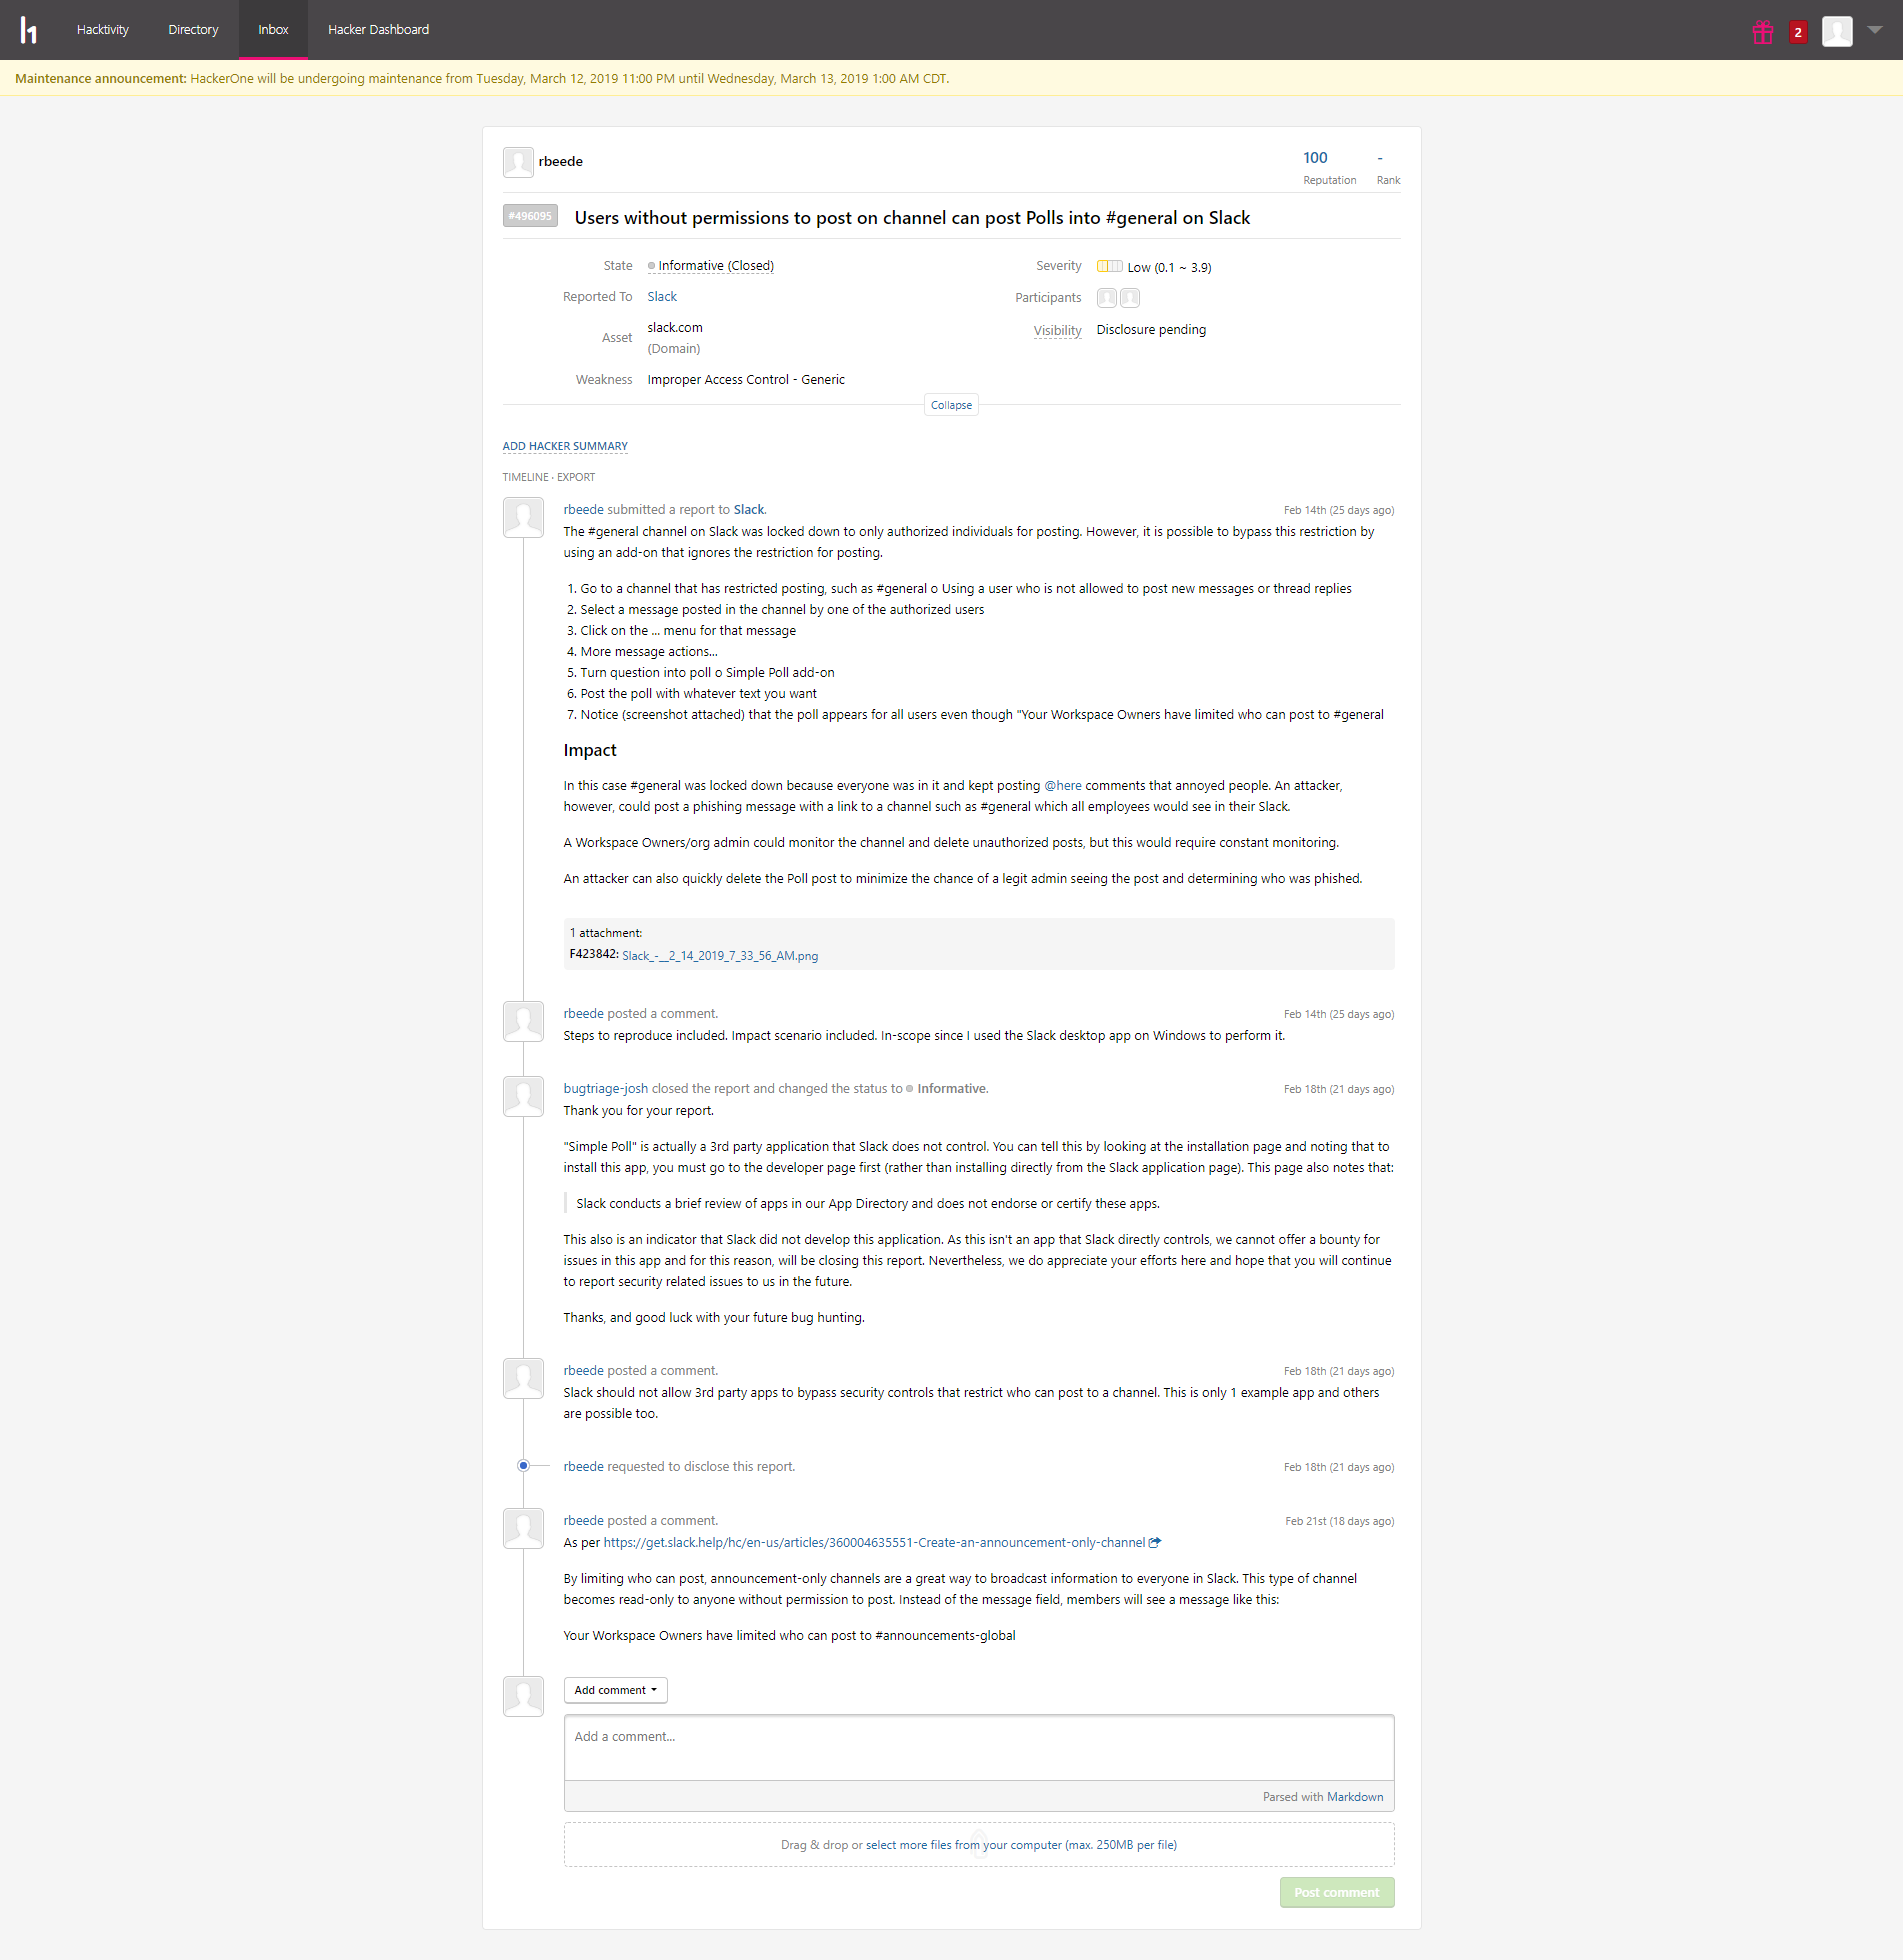 Hacktivity Directory Inbox Hacker Dashboard 2
Maintenance announcement: HackerOne will be undergoing maintenance from Tuesday, March 12, 2019 11:00 PM until Wednesday, March 13, 2019 1:00 AM CDT.
rbeede
100 -
Reputation Rank
#496095 Users without permissions to post on channel can post Polls into #general on Slack
State Informative (Closed)
Reported To Slack
Asset slack.com
(Domain)
Weakness Improper Access Control - Generic
Severity Low (0.1 ~ 3.9)
Participants
Visibility Disclosure pending
Collapse
ADD HACKER SUMMARY
TIMELINE · EXPORT
rbeede submitted a report to Slack. Feb 14th (25 days ago)
The #general channel on Slack was locked down to only authorized individuals for posting. However, it is possible to bypass this restriction by
using an add-on that ignores the restriction for posting.
1. Go to a channel that has restricted posting, such as #general o Using a user who is not allowed to post new messages or thread replies
2. Select a message posted in the channel by one of the authorized users
3. Click on the ... menu for that message
4. More message actions...
5. Turn question into poll o Simple Poll add-on
6. Post the poll with whatever text you want
7. Notice (screenshot attached) that the poll appears for all users even though "Your Workspace Owners have limited who can post to #general
Impact
In this case #general was locked down because everyone was in it and kept posting @here comments that annoyed people. An attacker,
however, could post a phishing message with a link to a channel such as #general which all employees would see in their Slack.
A Workspace Owners/org admin could monitor the channel and delete unauthorized posts, but this would require constant monitoring.
An attacker can also quickly delete the Poll post to minimize the chance of a legit admin seeing the post and determining who was phished.
1 attachment:
F423842: Slack_-__2_14_2019_7_33_56_AM.png
rbeede posted a comment. Feb 14th (25 days ago)
Steps to reproduce included. Impact scenario included. In-scope since I used the Slack desktop app on Windows to perform it.
bugtriage-josh closed the report and changed the status to Informative. Feb 18th (21 days ago)
Thank you for your report.
"Simple Poll" is actually a 3rd party application that Slack does not control. You can tell this by looking at the installation page and noting that to
install this app, you must go to the developer page first (rather than installing directly from the Slack application page). This page also notes that:
Slack conducts a brief review of apps in our App Directory and does not endorse or certify these apps.
This also is an indicator that Slack did not develop this application. As this isn't an app that Slack directly controls, we cannot offer a bounty for
issues in this app and for this reason, will be closing this report. Nevertheless, we do appreciate your efforts here and hope that you will continue
to report security related issues to us in the future.
Thanks, and good luck with your future bug hunting.
rbeede posted a comment. Feb 18th (21 days ago)
Slack should not allow 3rd party apps to bypass security controls that restrict who can post to a channel. This is only 1 example app and others
are possible too.
rbeede requested to disclose this report. Feb 18th (21 days ago)
rbeede posted a comment. Feb 21st (18 days ago)
As per https://get.slack.help/hc/en-us/articles/360004635551-Create-an-announcement-only-channel
By limiting who can post, announcement-only channels are a great way to broadcast information to everyone in Slack. This type of channel
becomes read-only to anyone without permission to post. Instead of the message field, members will see a message like this:
Your Workspace Owners have limited who can post to #announcements-global
Add comment
Add a comment...
Parsed with Markdown
Drag & drop or select more files from your computer (max. 250MB per file)
Post comment